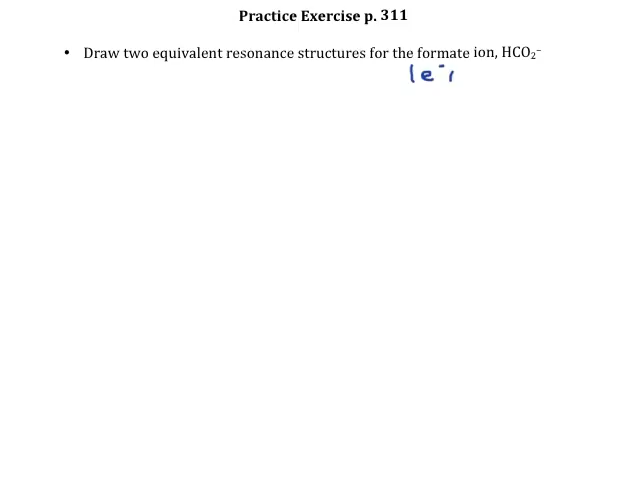 Practice Exercise p. 311
• Draw two equivalent resonance structures for the formate ion, HCO₂⁻
1e⁻